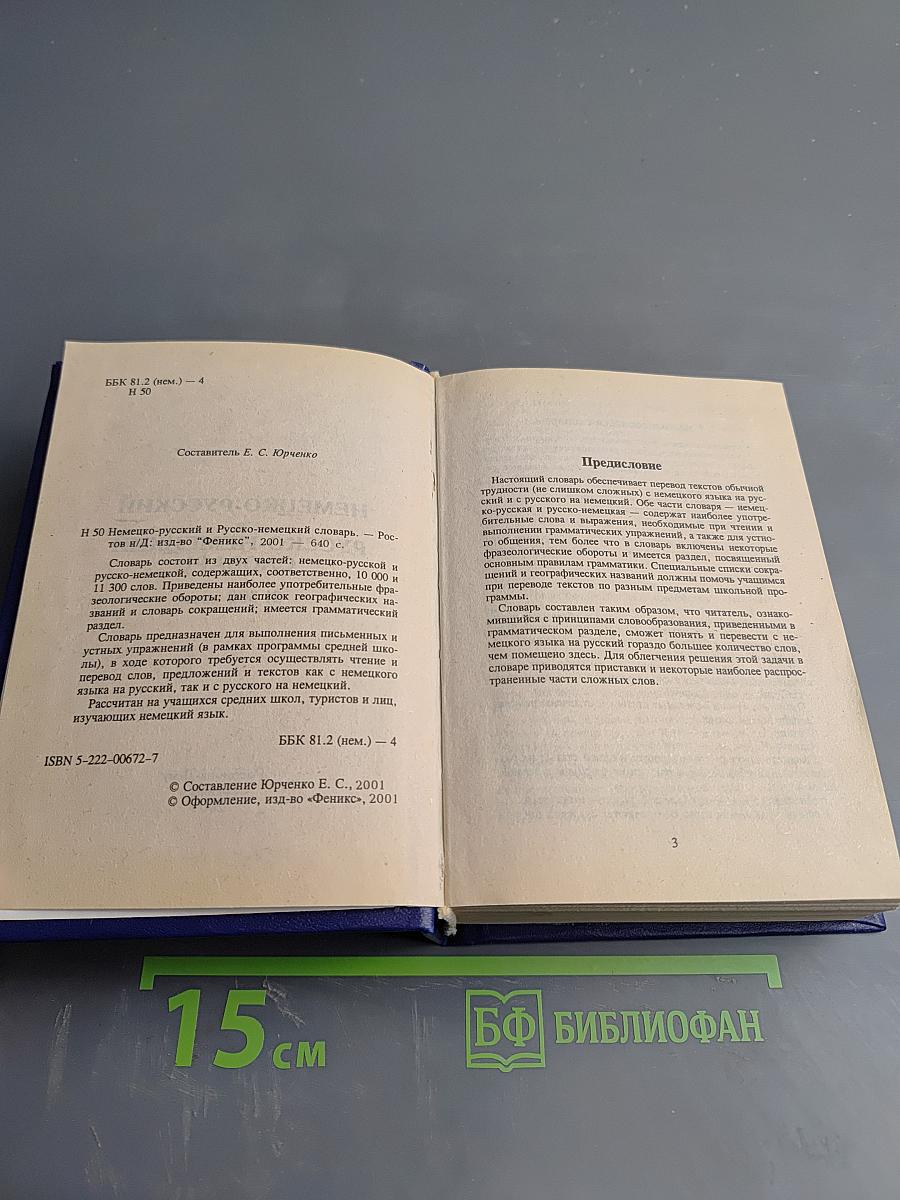 ББК 81.2 (нем.) — 4
Н 50
Составитель Е. С. Юрченко
Н 50 Немецко-русский и Русско-немецкий словарь. — Рос-
тов н/Д: изд-во "Феникс", 2001 — 640 с.
Словарь состоит из двух частей: немецко-русской и
русско-немецкой, содержащих, соответственно, 10 000 и
11 300 слов. Приведены наиболее употребительные фра-
зеологические обороты; дан список географических на-
званий и словарь сокращений; имеется грамматический
раздел.
Словарь предназначен для выполнения письменных и
устных упражнений (в рамках программы средней шко-
лы), в ходе которого требуется осуществлять чтение и
перевод слов, предложений и текстов как с немецкого
языка на русский, так и с русского на немецкий.
Рассчитан на учащихся средних школ, туристов и лиц,
изучающих немецкий язык.
ББК 81.2 (нем.) — 4
ISBN 5-222-00672-7
© Составление Юрченко Е. С., 2001
© Оформление, изд-во «Феникс», 2001
Предисловие
Настоящий словарь обеспечивает перевод текстов обычной
трудности (не слишком сложных) с немецкого языка на рус-
ский и с русского на немецкий. Обе части словаря — немец-
ко-русская и русско-немецкая — содержат наиболее употре-
бительные слова и выражения, необходимые при чтении и
выполнении грамматических упражнений, а также для устно-
го общения, тем более что в словарь включены некоторые
фразеологические обороты и имеется раздел, посвященный
основным правилам грамматики. Специальные списки сокра-
щений и географических названий должны помочь учащимся
при переводе текстов по разным предметам школьной про-
граммы.
Словарь составлен таким образом, что читатель, ознако-
мившийся с принципами словообразования, приведенными в
грамматическом разделе, сможет понять и перевести с не-
мецкого языка на русский гораздо большее количество слов,
чем помещено здесь. Для облегчения решения этой задачи в
словаре приводятся приставки и некоторые наиболее распрос-
траненные части сложных слов.
3
15 см
БФ БИБЛИОФАН